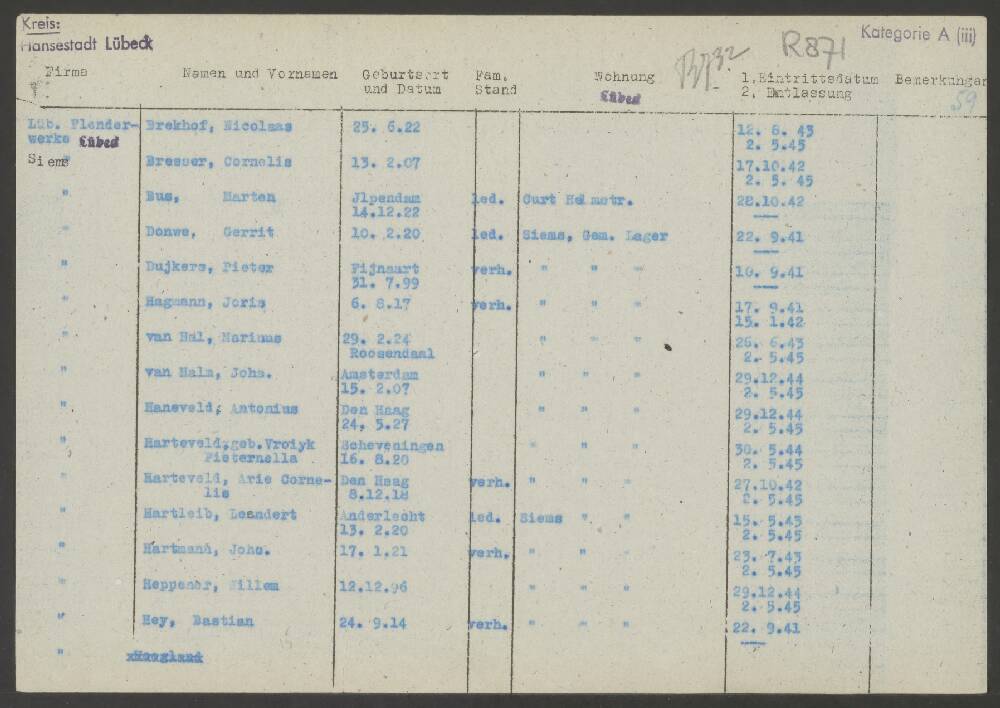 Kreis:
Hansestadt Lübeck
Kategorie A (iii)
R871
Firma Namen und Vornamen Geburtsort und Datum Fam. Stand Wohnung Lübeck 1. Eintrittsdatum 2. Entlassung Bemerkungen
59
Lüb. Flender- Brekhof, Nicolaas 25. 6.22 12. 6. 43
werke Lübeck 2. 5.45
Siems Bresser, Cornelis 13. 2.07 17.10.42
2. 5. 45
" Bus, Marten Jlpendam led. Curt Helmstr. 28.10.42
14.12.22 —
" Donwe, Gerrit 10. 2.20 led. Siems, Gem. Lager 22. 9.41
—
" Dujkers, Pieter Fijnaart verh. " " " 10. 9.41
31. 7.99 —
" Hagmann, Joris 6. 8.17 verh. " " " 17. 9.41
15. 1.42
" van Hal, Marinus 29. 2.24 " " " 26. 6.43
Roosendaal 2. 5.45
" van Halm, Johs. Amsterdam " " " 29.12.44
15. 2.07 2. 5.45
" Haneveld, Antonius Den Haag " " " 29.12.44
24, 5.27 2. 5.45
" Harteveld,geb.Vroiyk Scheveningen " " " 30. 5.44
Pieternella 16. 8.20 2. 5.45
" Harteveld, Arie Corne- Den Haag verh. " " " 27.10.42
lis 8.12.18 2. 5.45
" Hartleib, Leendert Anderlecht led. Siems " " 15. 5.43
13. 2.20 2. 5.45
" Hartmann, Johs. 17. 1.21 verh. " " " 23. 7.43
2. 5.45
" Heppener, Willem 12.12.96 " " " 29.12.44
2. 5.45
" Hey, Bastian 24. 9.14 verh. " " " 22. 9.41
—
"